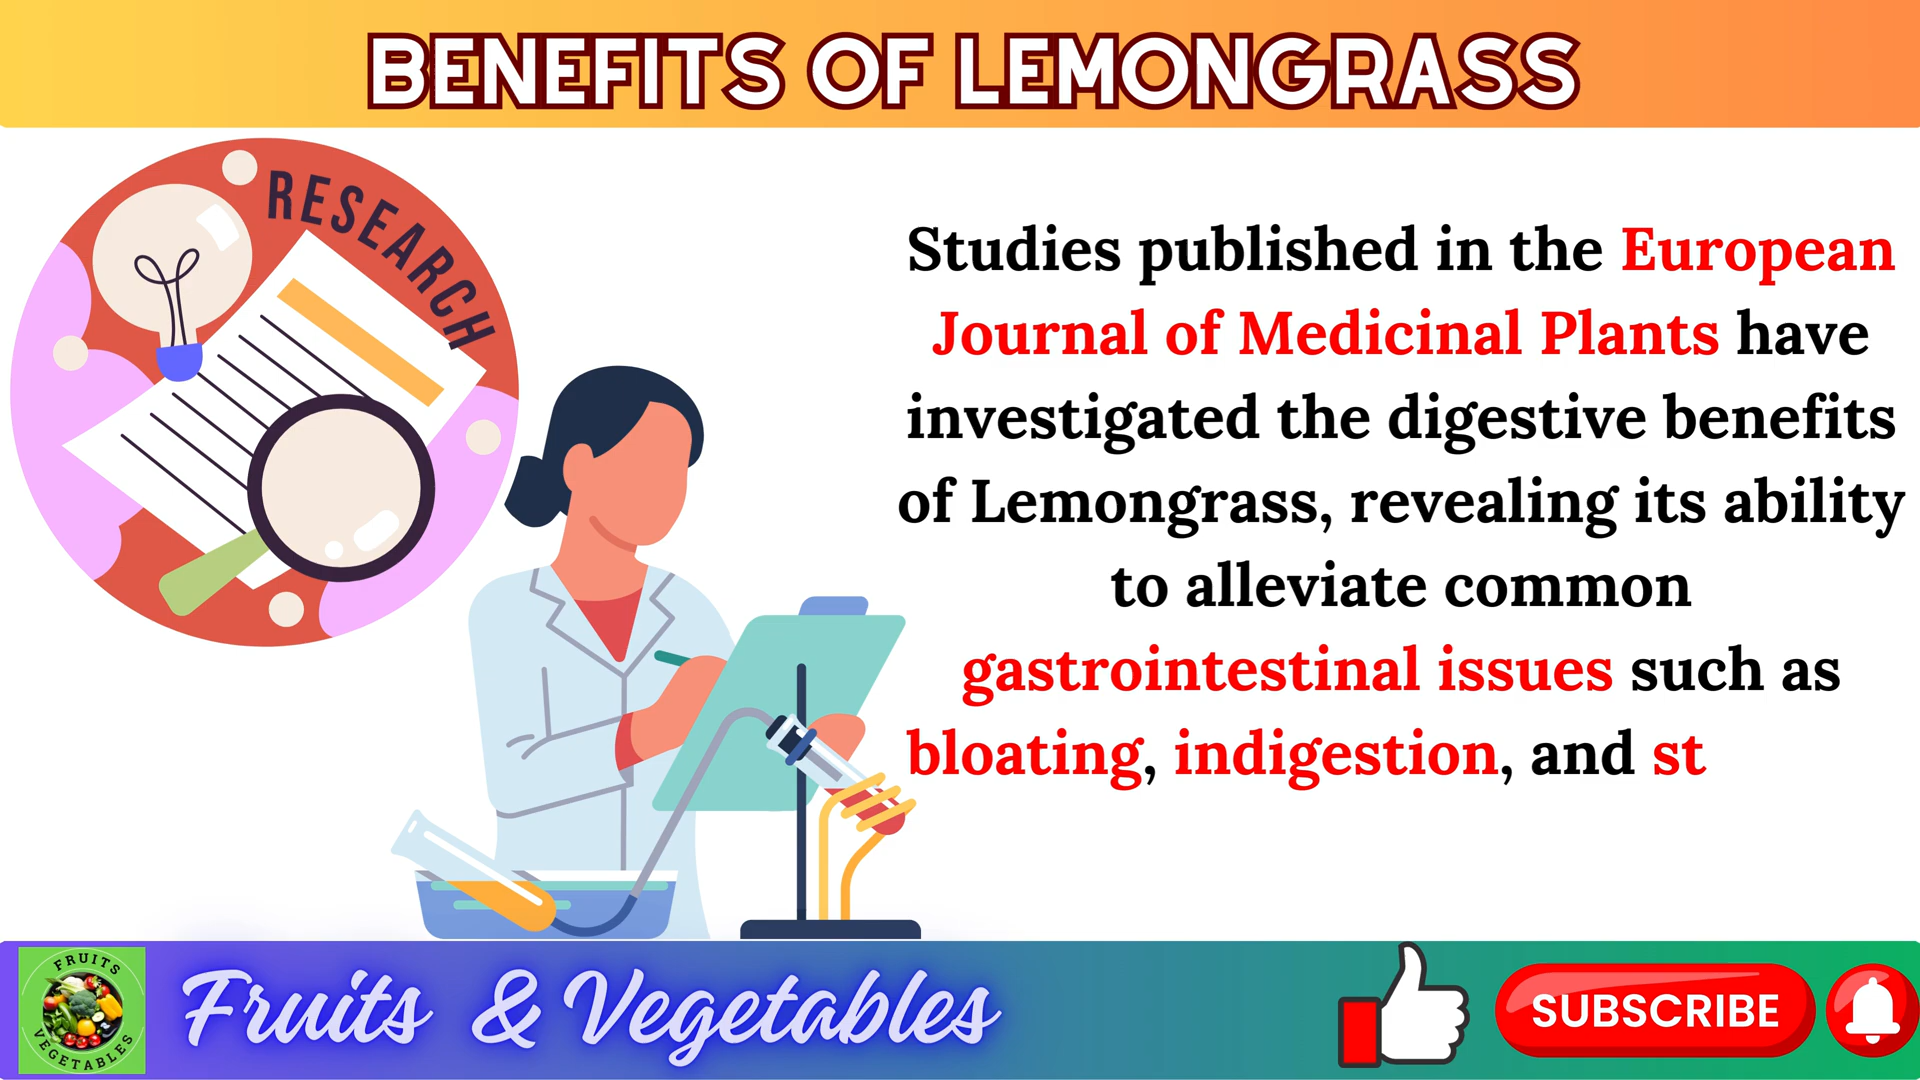 BENEFITS OF LEMONGRASS
RESEARCH
Studies published in the European
Journal of Medicinal Plants have
investigated the digestive benefits
of Lemongrass, revealing its ability
to alleviate common
gastrointestinal issues such as
bloating, indigestion, and st
FRUITS
VEGETABLES
Fruits & Vegetables
SUBSCRIBE